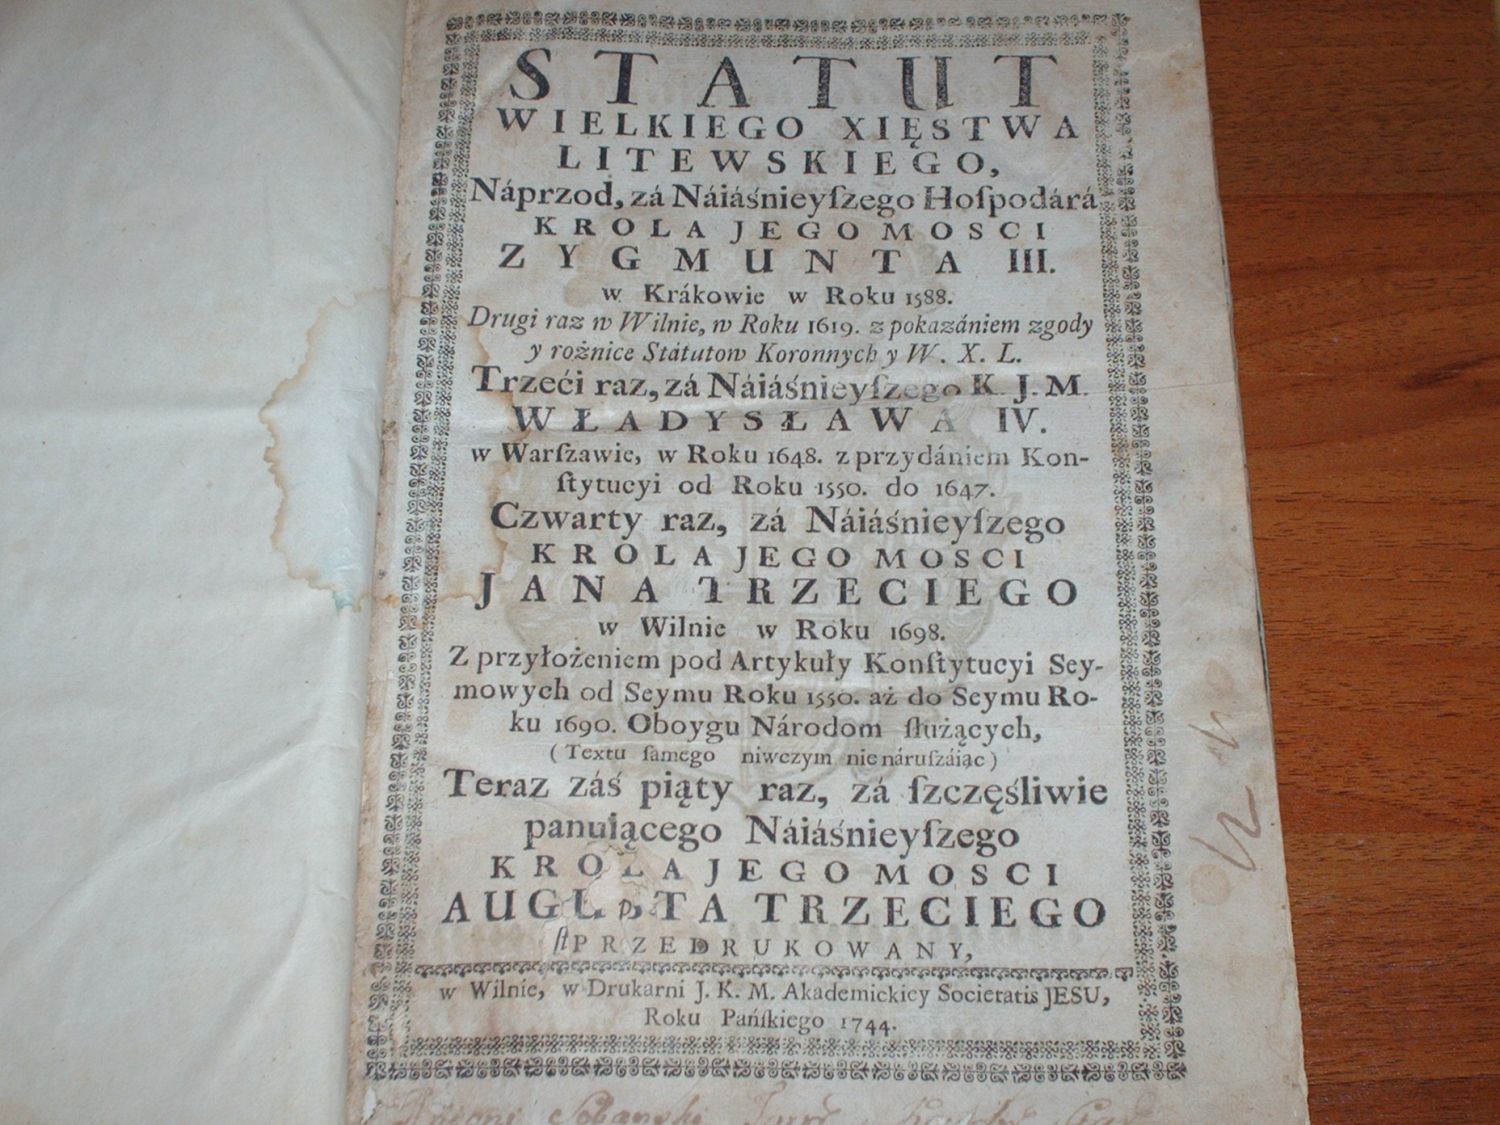 STATUT
WIELKIEGO XIĘSTWA
LITEWSKIEGO,
Náprzod, zá Náiáśnieyſzego Hoſpodárá
KROLA JEGO MOSCI
ZYGMUNTA III.
w Krákowie w Roku 1588.
Drugi raz w Wilnie, w Roku 1619. z pokazániem zgody
y rożnice Státutow Koronnych y W. X. L.
Trzeći raz, zá Náiáśnieyſzego K. J. M.
WŁADYSŁAWA IV.
w Warſzawie, w Roku 1648. z przydániem Kon-
ſtytucyi od Roku 1550. do 1647.
Czwarty raz, zá Náiáśnieyſzego
KROLA JEGO MOSCI
JANA TRZECIEGO
w Wilnie w Roku 1698.
Z przyłożeniem pod Artykuły Konſtytucyi Sey-
mowych od Seymu Roku 1550. aż do Seymu Ro-
ku 1690. Oboygu Národom ſłużących,
(Textu ſamego niwczym nie náruſzáiąc)
Teraz záś piąty raz, zá ſzczęśliwie
panuiącego Náiáśnieyſzego
KROLA JEGO MOSCI
AUGUSTA TRZECIEGO
PRZEDRUKOWANY,
w Wilnie, w Drukarni J. K. M. Akademickiey Societatis JESU,
Roku Pańſkiego 1744.